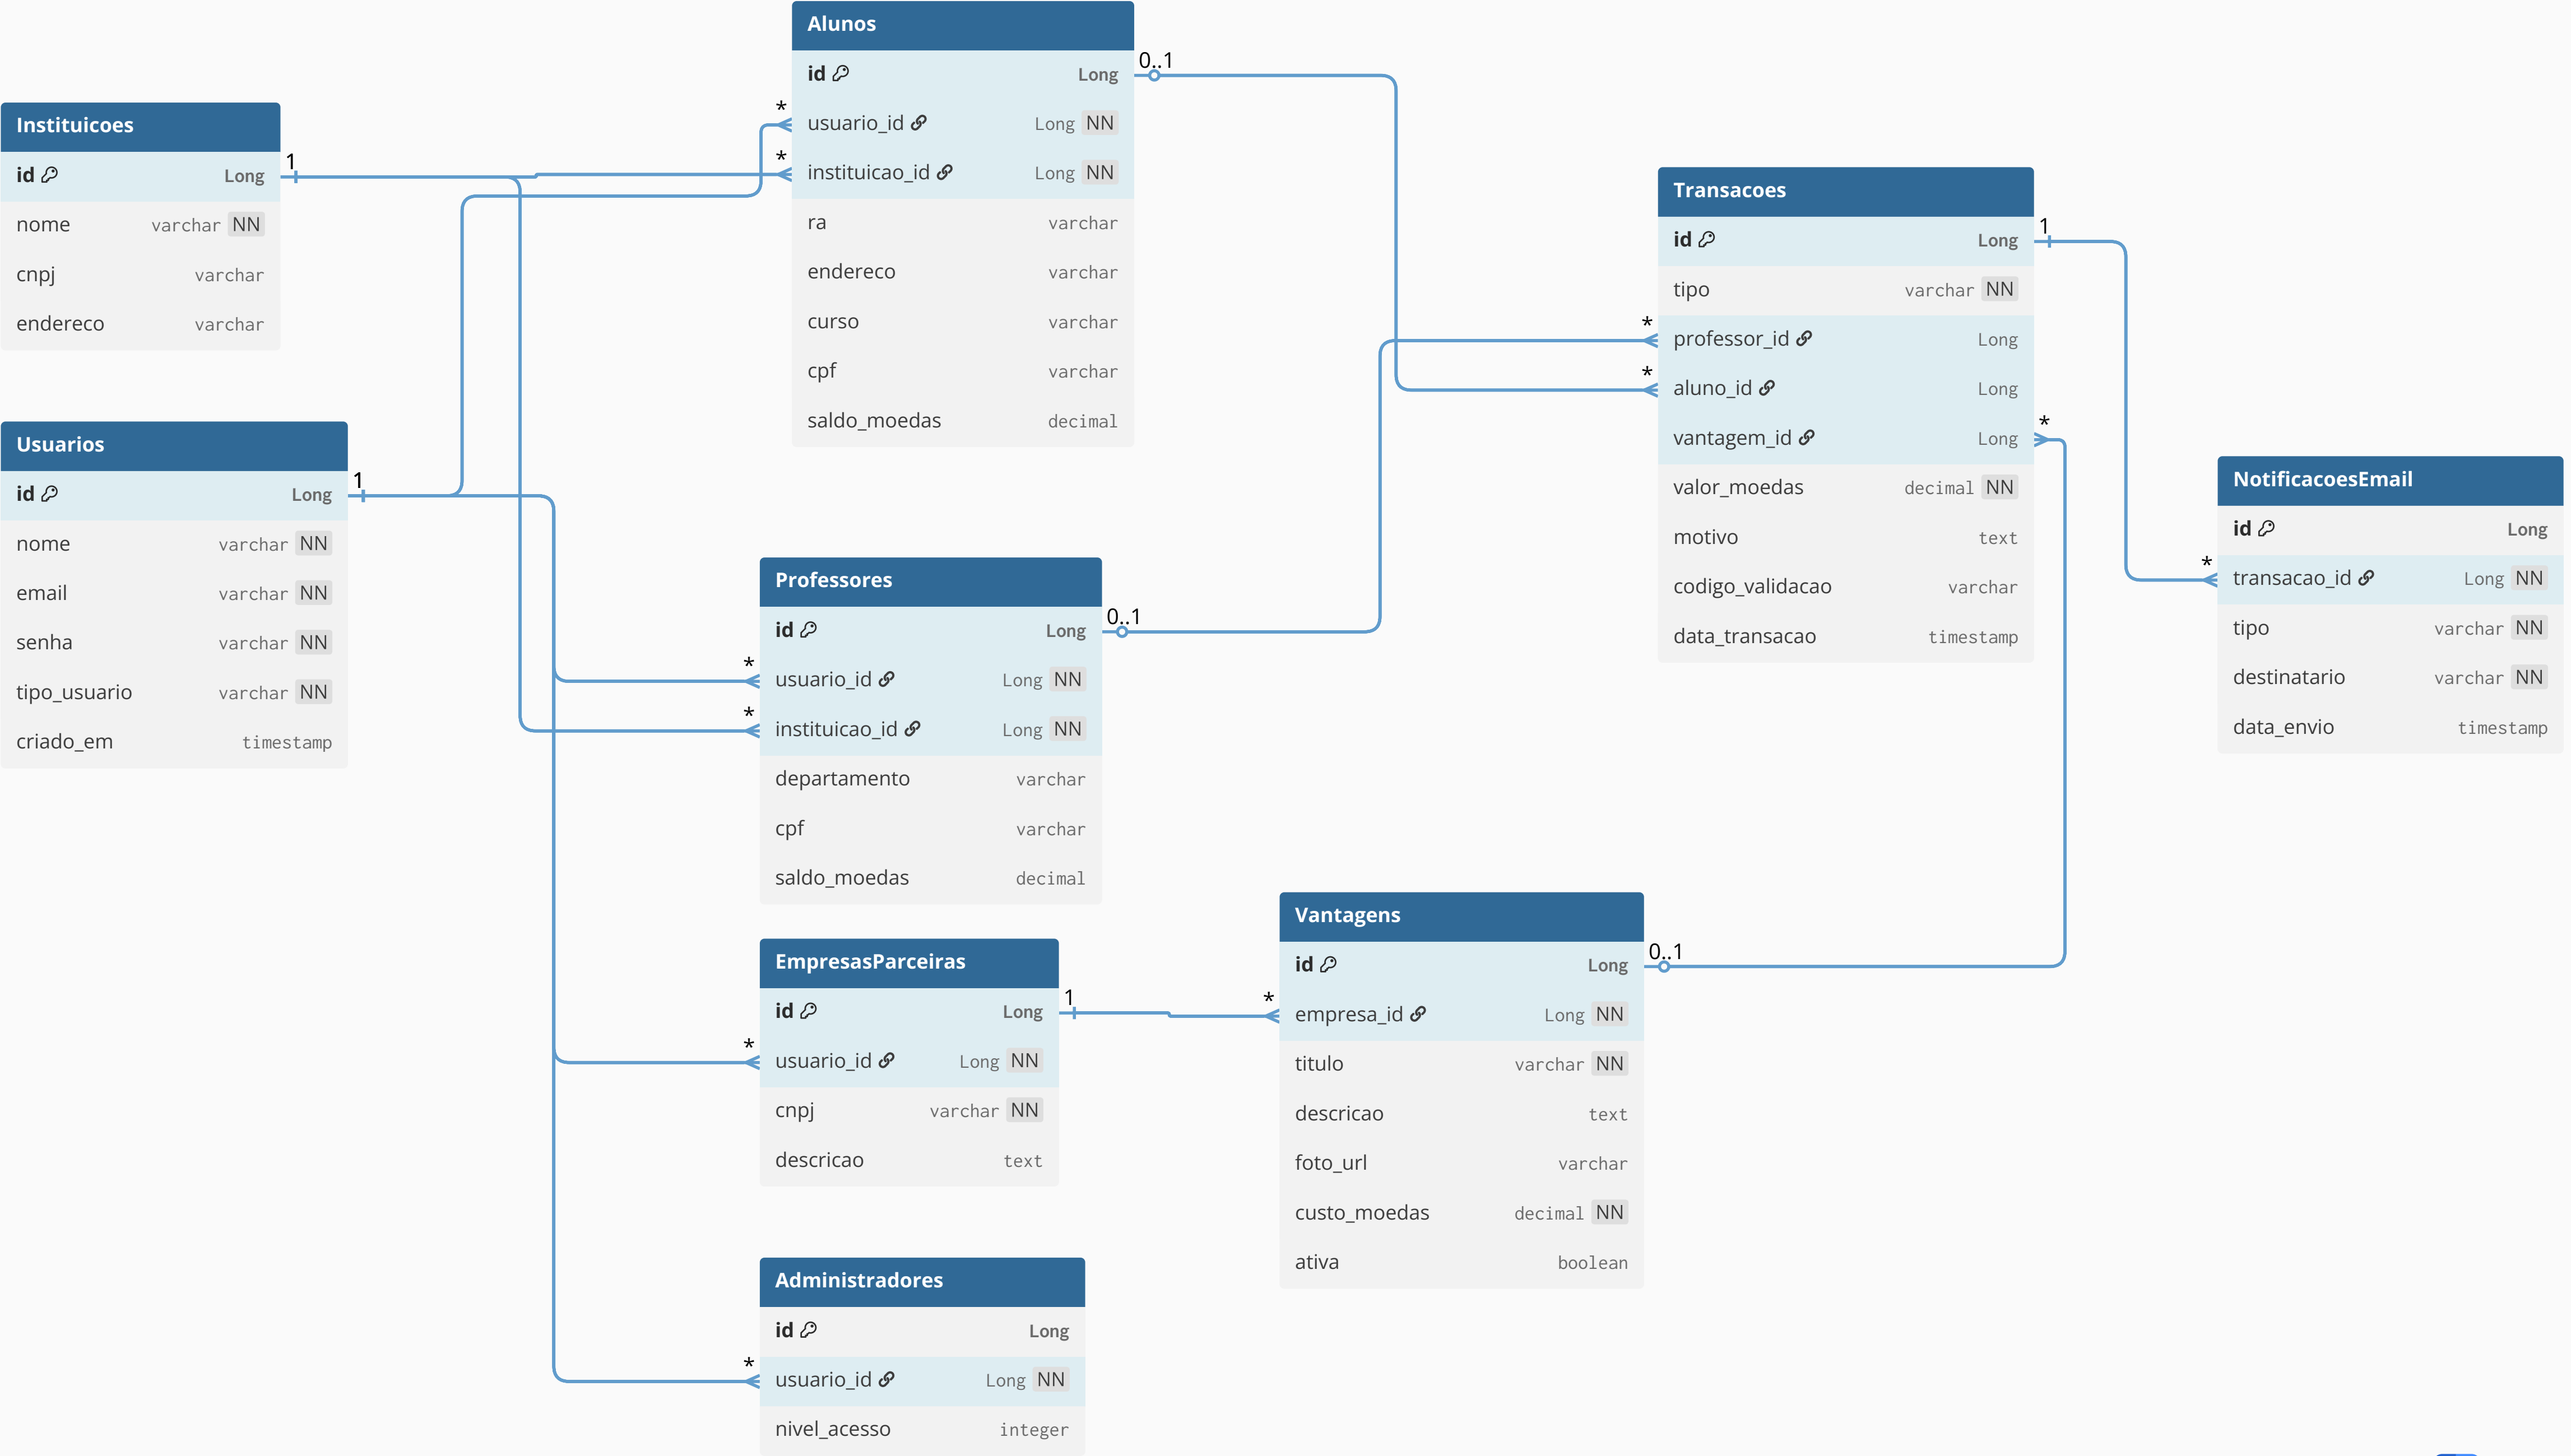 Alunos
id Long
usuario_id Long NN
instituicao_id Long NN
ra varchar
endereco varchar
curso varchar
cpf varchar
saldo_moedas decimal
0..1
*
*
Instituicoes
id Long
nome varchar NN
cnpj varchar
endereco varchar
1
Usuarios
id Long
nome varchar NN
email varchar NN
senha varchar NN
tipo_usuario varchar NN
criado_em timestamp
1
Professores
id Long
usuario_id Long NN
instituicao_id Long NN
departamento varchar
cpf varchar
saldo_moedas decimal
0..1
*
*
EmpresasParceiras
id Long
usuario_id Long NN
cnpj varchar NN
descricao text
1
*
Administradores
id Long
usuario_id Long NN
nivel_acesso integer
*
Vantagens
id Long
empresa_id Long NN
titulo varchar NN
descricao text
foto_url varchar
custo_moedas decimal NN
ativa boolean
0..1
*
Transacoes
id Long
tipo varchar NN
professor_id Long
aluno_id Long
vantagem_id Long
valor_moedas decimal NN
motivo text
codigo_validacao varchar
data_transacao timestamp
1
*
*
*
NotificacoesEmail
id Long
transacao_id Long NN
tipo varchar NN
destinatario varchar NN
data_envio timestamp
*